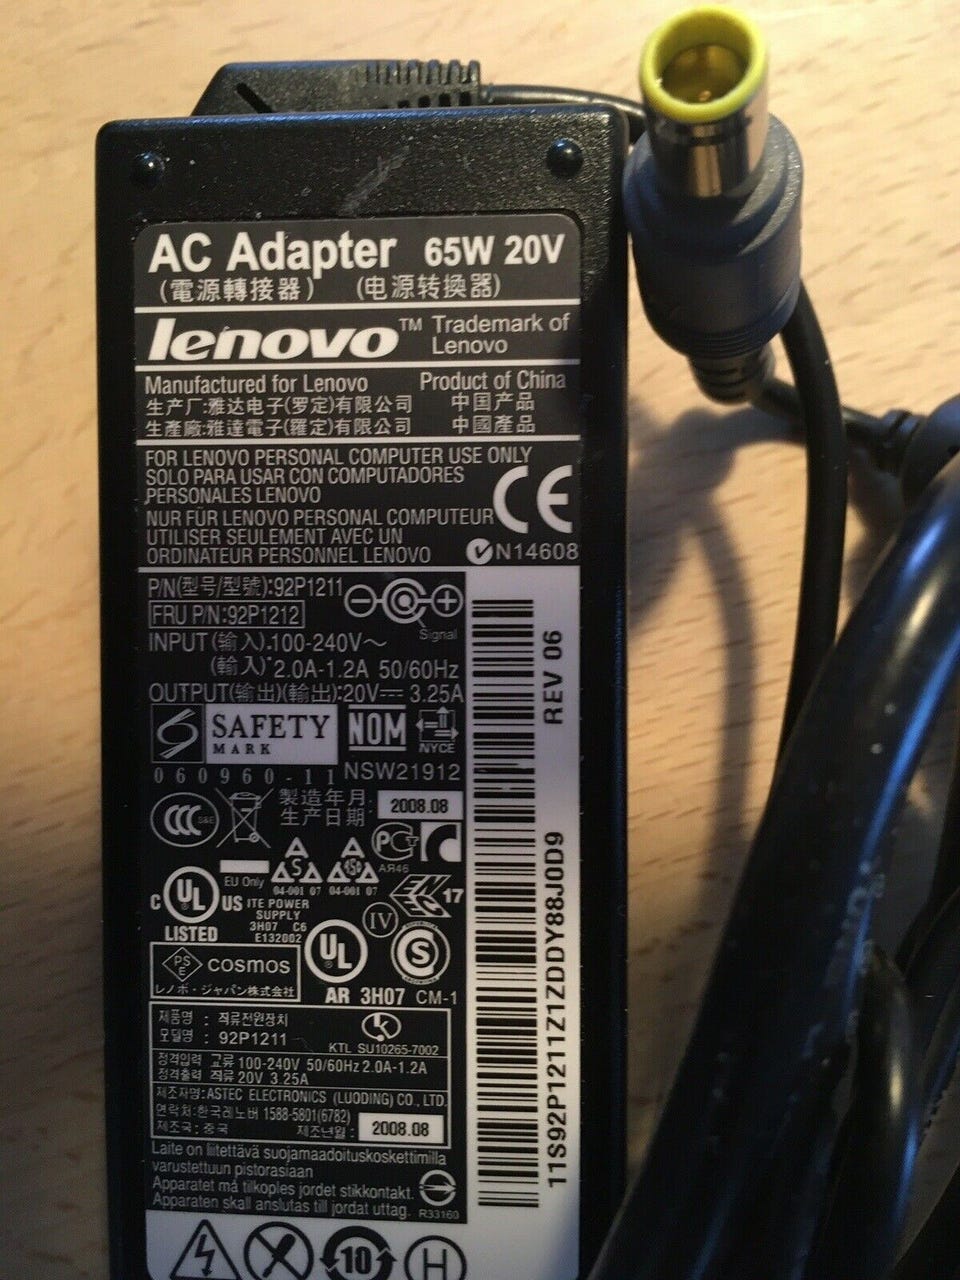 AC Adapter 65W 20V
(電源轉接器) (电源转换器)
lenovo™ Trademark of
Lenovo
Manufactured for Lenovo Product of China
生产厂:雅达电子(罗定)有限公司 中国产品
生產廠:雅達電子(羅定)有限公司 中國產品
FOR LENOVO PERSONAL COMPUTER USE ONLY
SOLO PARA USAR CON COMPUTADORES
PERSONALES LENOVO
NUR FÜR LENOVO PERSONAL COMPUTEUR
UTILISER SEULEMENT AVEC UN
ORDINATEUR PERSONNEL LENOVO
CE
N14608
P/N(型号/型號):92P1211
FRU P/N:92P1212
Signal
INPUT(输入):100-240V～
(輸入) 2.0A-1.2A 50/60Hz
OUTPUT(输出)(輸出):20V⎓ 3.25A
SAFETY
MARK
NOM
NYCE
060960-11 NSW21912
CCC S&E
製造年月:
生产日期:
2008.08
PCT
АЯ46
EU Only
04-001 07 04-001 07
C UL US
LISTED
ITE POWER
SUPPLY
3H07 C6
E132002
17
IV
UL S
AR 3H07 CM-1
PS
E
COSMOS
レノボ・ジャパン株式会社
제품명 : 직류전원장치
모델명 : 92P1211
KTL SU10265-7002
정격입력 교류 100-240V 50/60Hz 2.0A-1.2A
정격출력 직류 20V 3.25A
제조자명:ASTEC ELECTRONICS (LUODING) CO., LTD.
연락처:한국레노버 1588-5801(6782)
제조국: 중국 제조년월 : 2008.08
Laite on liitettävä suojamaadoituskoskettimilla
varustettuun pistorasiaan
Apparatet må tilkoples jordet stikkontakt.
Apparaten skall anslutas till jordat uttag.
R33160
10
H
REV 06
11S92P1211Z1ZDDY88J0D9